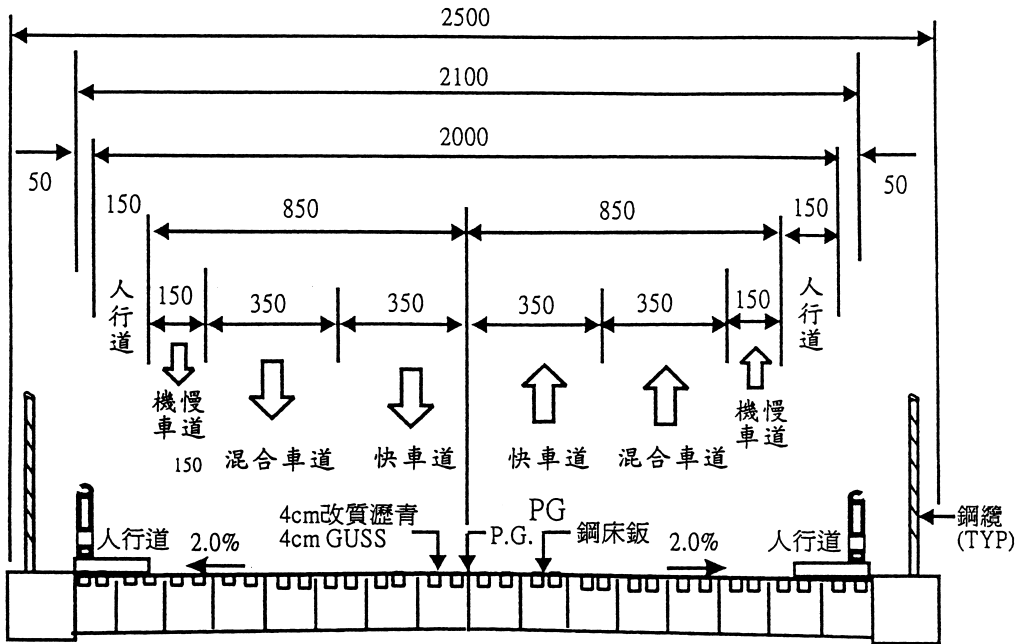 2500
2100
2000
50
50
150
850
850
150
人行道
150
350
350
350
350
150
人行道
機車慢道
混合車道
快車道
快車道
混合車道
機車慢道
150
4cm改質瀝青
4cm GUSS
P.G.
PG
鋼床鈑
鋼纜
(TYP)
人行道
2.0%
2.0%
人行道